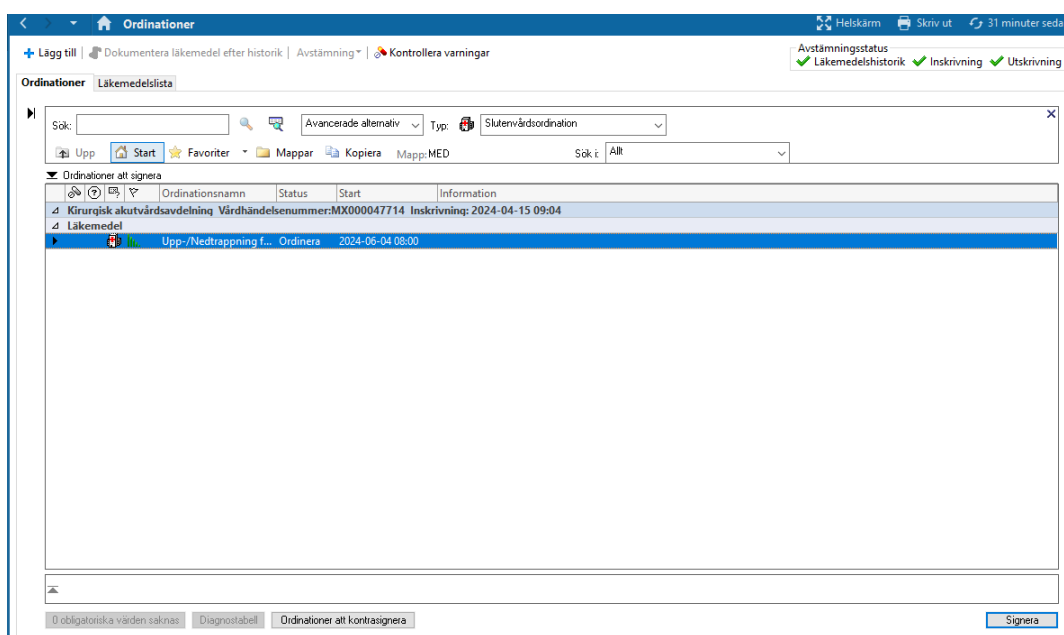 Ordinationer Helskärm Skriv ut 31 minuter seda
Lägg till Dokumentera läkemedel efter historik Avstämning Kontrollera varningar
Avstämningsstatus
Läkemedelshistorik Inskrivning Utskrivning
Ordinationer Läkemedelslista
Sök: Avancerade alternativ Typ: Slutenvårdsordination
Upp Start Favoriter Mappar Kopiera Mapp: MED Sök i: Allt
Ordinationer att signera
Ordinationsnamn Status Start Information
Kirurgisk akutvårdsavdelning Vårdhändelsenummer:MX000047714 Inskrivning: 2024-04-15 09:04
Läkemedel
Upp-/Nedtrappning f... Ordinera 2024-06-04 08:00
0 obligatoriska värden saknas Diagnostabell Ordinationer att kontrasignera Signera